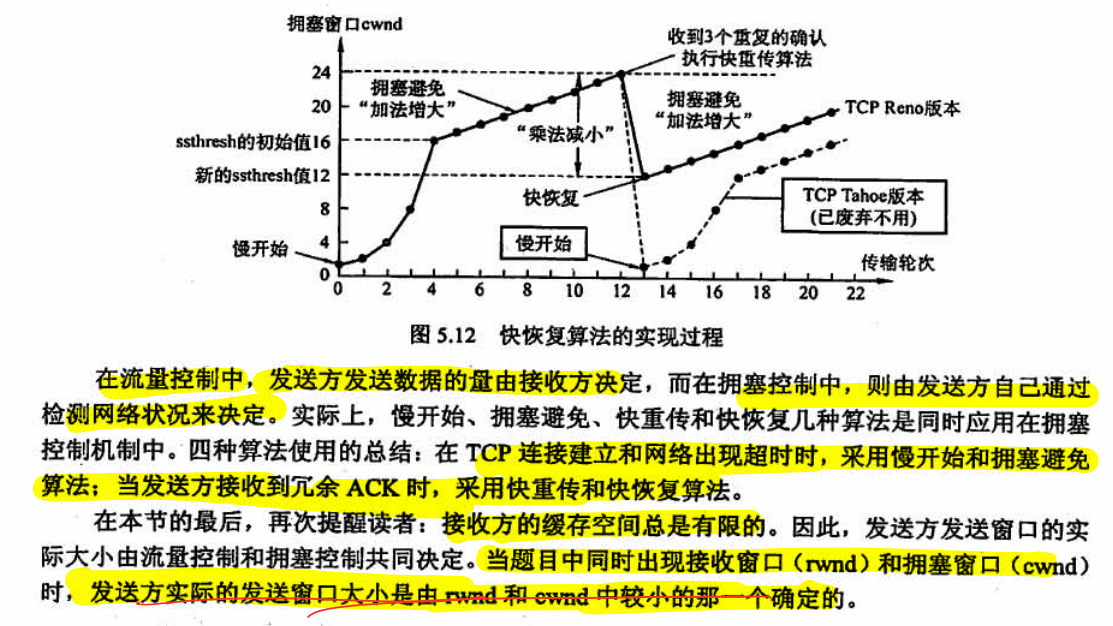 拥塞窗口cwnd
收到3个重复的确认
执行快重传算法
24
拥塞避免
“加法增大”
拥塞避免
“加法增大”
TCP Reno版本
20
“乘法减小”
ssthresh的初始值16
新的ssthresh值12
快恢复
TCP Tahoe版本
(已废弃不用)
8
慢开始
慢开始
4
传输轮次
0
0 2 4 6 8 10 12 14 16 18 20 22
图 5.12 快恢复算法的实现过程
在流量控制中，发送方发送数据的量由接收方决定，而在拥塞控制中，则由发送方自己通过
检测网络状况来决定。实际上，慢开始、拥塞避免、快重传和快恢复几种算法是同时应用在拥塞
控制机制中。四种算法使用的总结：在 TCP 连接建立和网络出现超时时，采用慢开始和拥塞避免
算法；当发送方接收到冗余 ACK 时，采用快重传和快恢复算法。
在本节的最后，再次提醒读者：接收方的缓存空间总是有限的。因此，发送方发送窗口的实
际大小由流量控制和拥塞控制共同决定。当题目中同时出现接收窗口（rwnd）和拥塞窗口（cwnd）
时，发送方实际的发送窗口大小是由 rwnd 和 cwnd 中较小的那一个确定的。